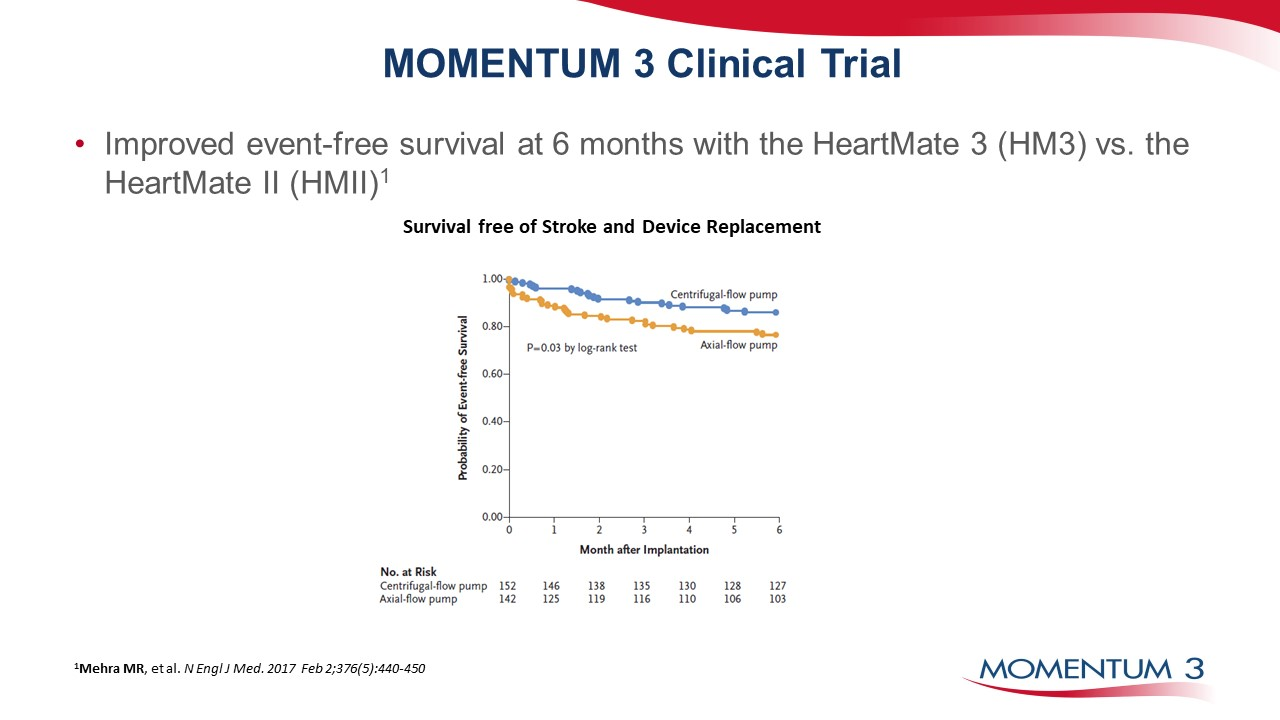 MOMENTUM 3 Clinical Trial
• Improved event-free survival at 6 months with the HeartMate 3 (HM3) vs. the
HeartMate II (HMII)1
Survival free of Stroke and Device Replacement
Probability of Event-free Survival
1.00
0.80
0.60
0.40
0.20
0.00
Centrifugal-flow pump
Axial-flow pump
P=0.03 by log-rank test
0 1 2 3 4 5 6
Month after Implantation
No. at Risk
Centrifugal-flow pump 152 146 138 135 130 128 127
Axial-flow pump 142 125 119 116 110 106 103
1Mehra MR, et al. N Engl J Med. 2017 Feb 2;376(5):440-450
MOMENTUM 3